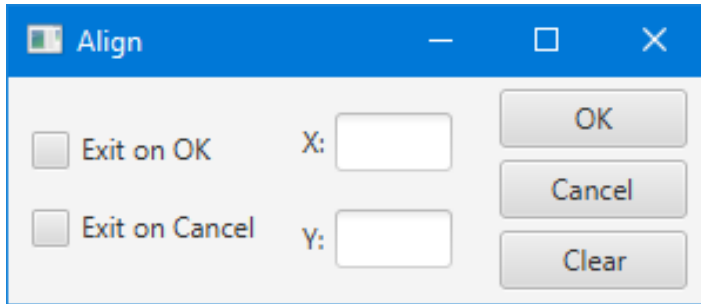 Align
Exit on OK
Exit on Cancel
X:
Y:
OK
Cancel
Clear